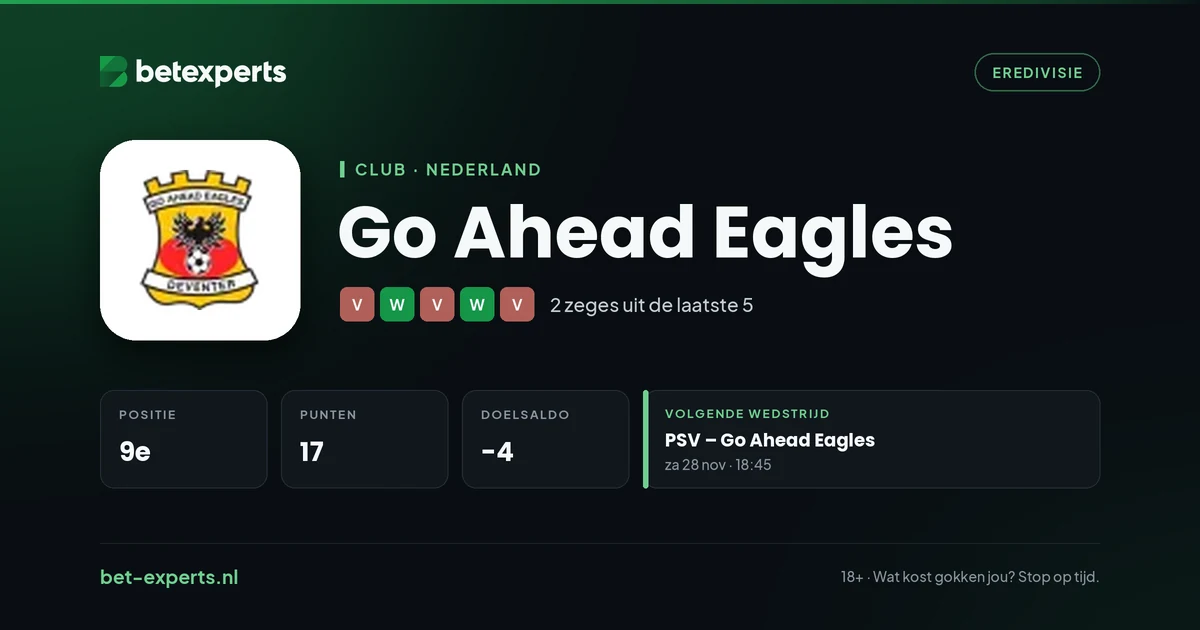 betexperts
EREDIVISIE
GO AHEAD EAGLES
DEVENTER
CLUB · NEDERLAND
Go Ahead Eagles
V W V W V 2 zeges uit de laatste 5
POSITIE
9e
PUNTEN
17
DOELSALDO
-4
VOLGENDE WEDSTRIJD
PSV – Go Ahead Eagles
za 28 nov · 18:45
bet-experts.nl
18+ · Wat kost gokken jou? Stop op tijd.